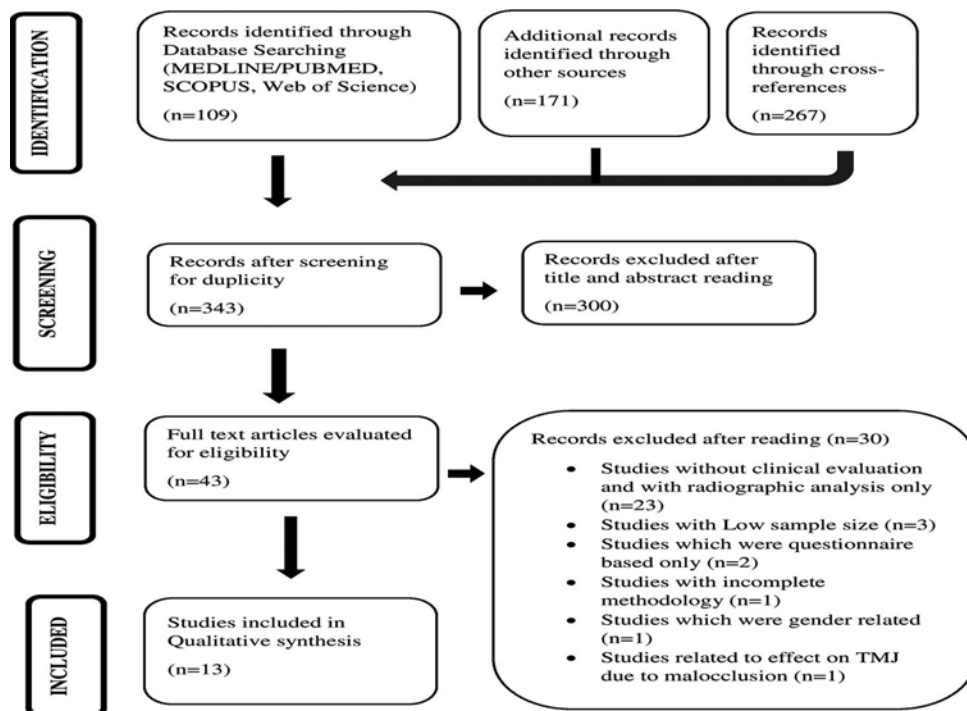 IDENTIFICATION
Records identified through
Database Searching
(MEDLINE/PUBMED,
SCOPUS, Web of Science)
(n=109)
Additional records
identified through
other sources
(n=171)
Records
identified
through cross-
references
(n=267)
SCREENING
Records after screening
for duplicity
(n=343)
Records excluded after
title and abstract reading
(n=300)
ELIGIBILITY
Full text articles evaluated
for eligibility
(n=43)
Records excluded after reading (n=30)
• Studies without clinical evaluation
and with radiographic analysis only
(n=23)
• Studies with Low sample size (n=3)
• Studies which were questionnaire
based only (n=2)
• Studies with incomplete
methodology (n=1)
• Studies which were gender related
(n=1)
• Studies related to effect on TMJ
due to malocclusion (n=1)
INCLUDED
Studies included in
Qualitative synthesis
(n=13)